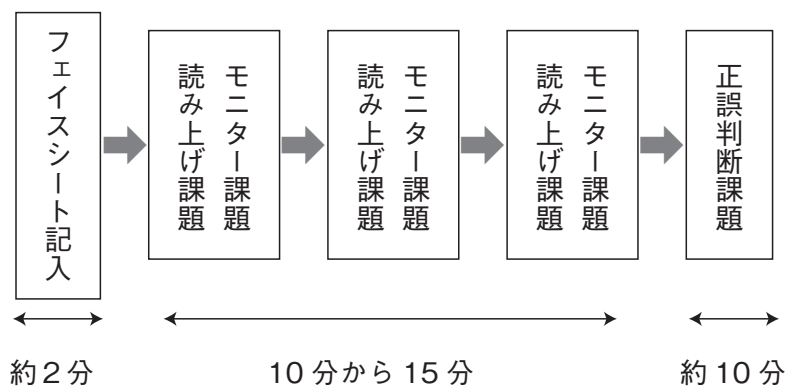 フェイスシート記入
モニター課題
読み上げ課題
モニター課題
読み上げ課題
モニター課題
読み上げ課題
正誤判断課題
約2分
10分から15分
約10分